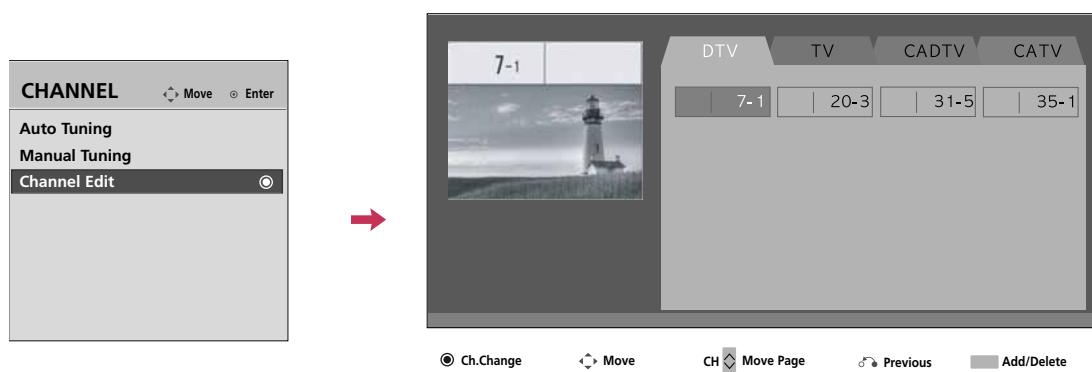 CHANNEL Move Enter
Auto Tuning
Manual Tuning
Channel Edit
7-1
DTV TV CADTV CATV
7-1 20-3 31-5 35-1
Ch.Change Move CH Move Page Previous Add/Delete